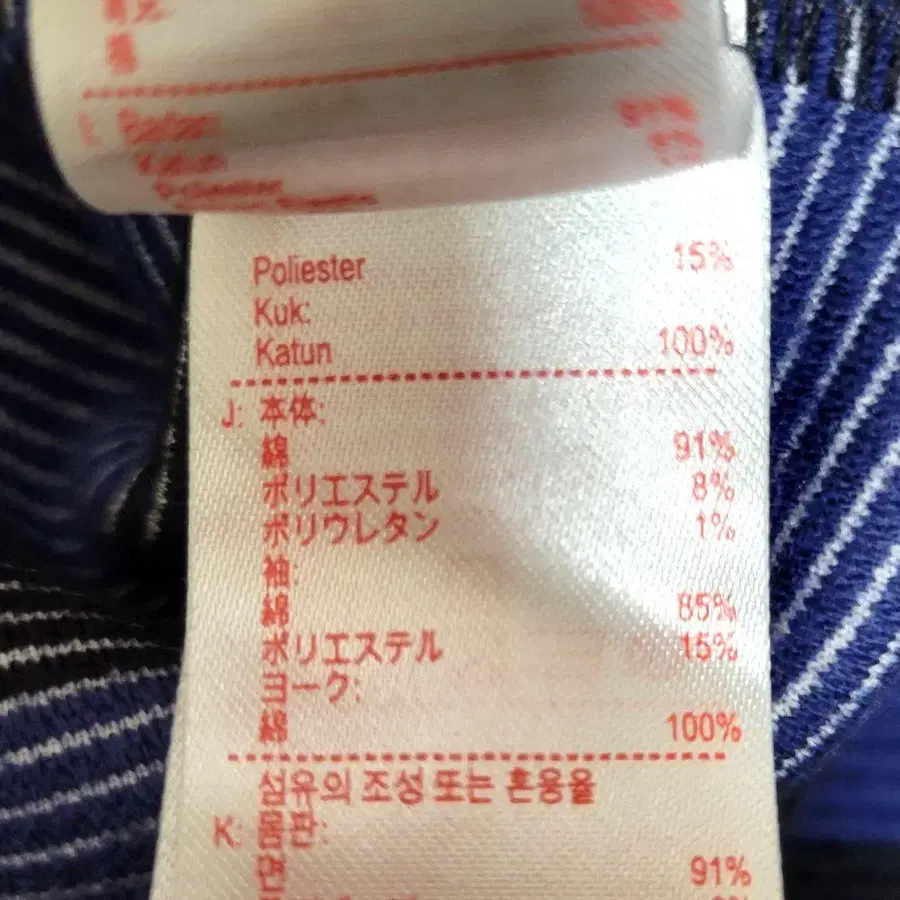 Poliester 15%
Kuk:
Katun 100%
J: 本体:
綿 91%
ポリエステル 8%
ポリウレタン 1%
袖:
綿 85%
ポリエステル 15%
ヨーク:
綿 100%
섬유의 조성 또는 혼용율
K: 몸판:
면 91%